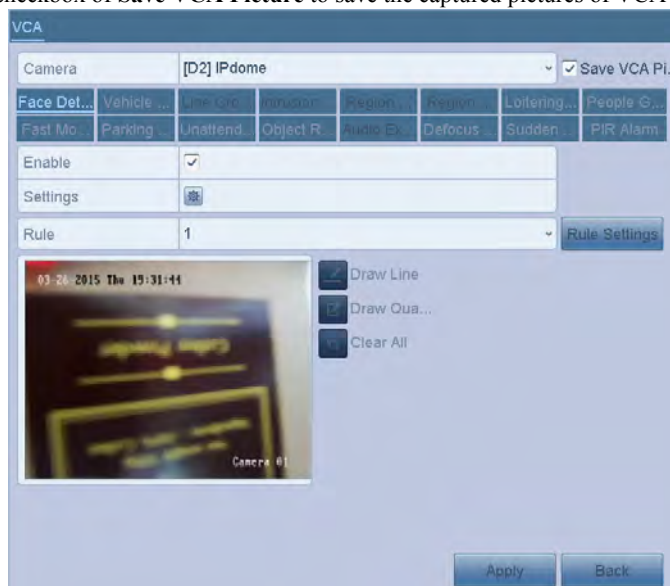 checkbox of Save VCA Picture to save the captured pictures of VCA
VCA
Camera [D2] IPdome Save VCA Pi.
Face Det... Vehicle ... Line Cro... Intrusion... Region ... Region ... Loitering... People G...
Fast Mo... Parking ... Unattend... Object R... Audio Ex... Defocus ... Sudden ... PIR Alarm
Enable
Settings
Rule 1 Rule Settings
03-26-2015 Thu 19:31:44
Draw Line
Draw Qua...
Clear All
Camera 01
Apply Back